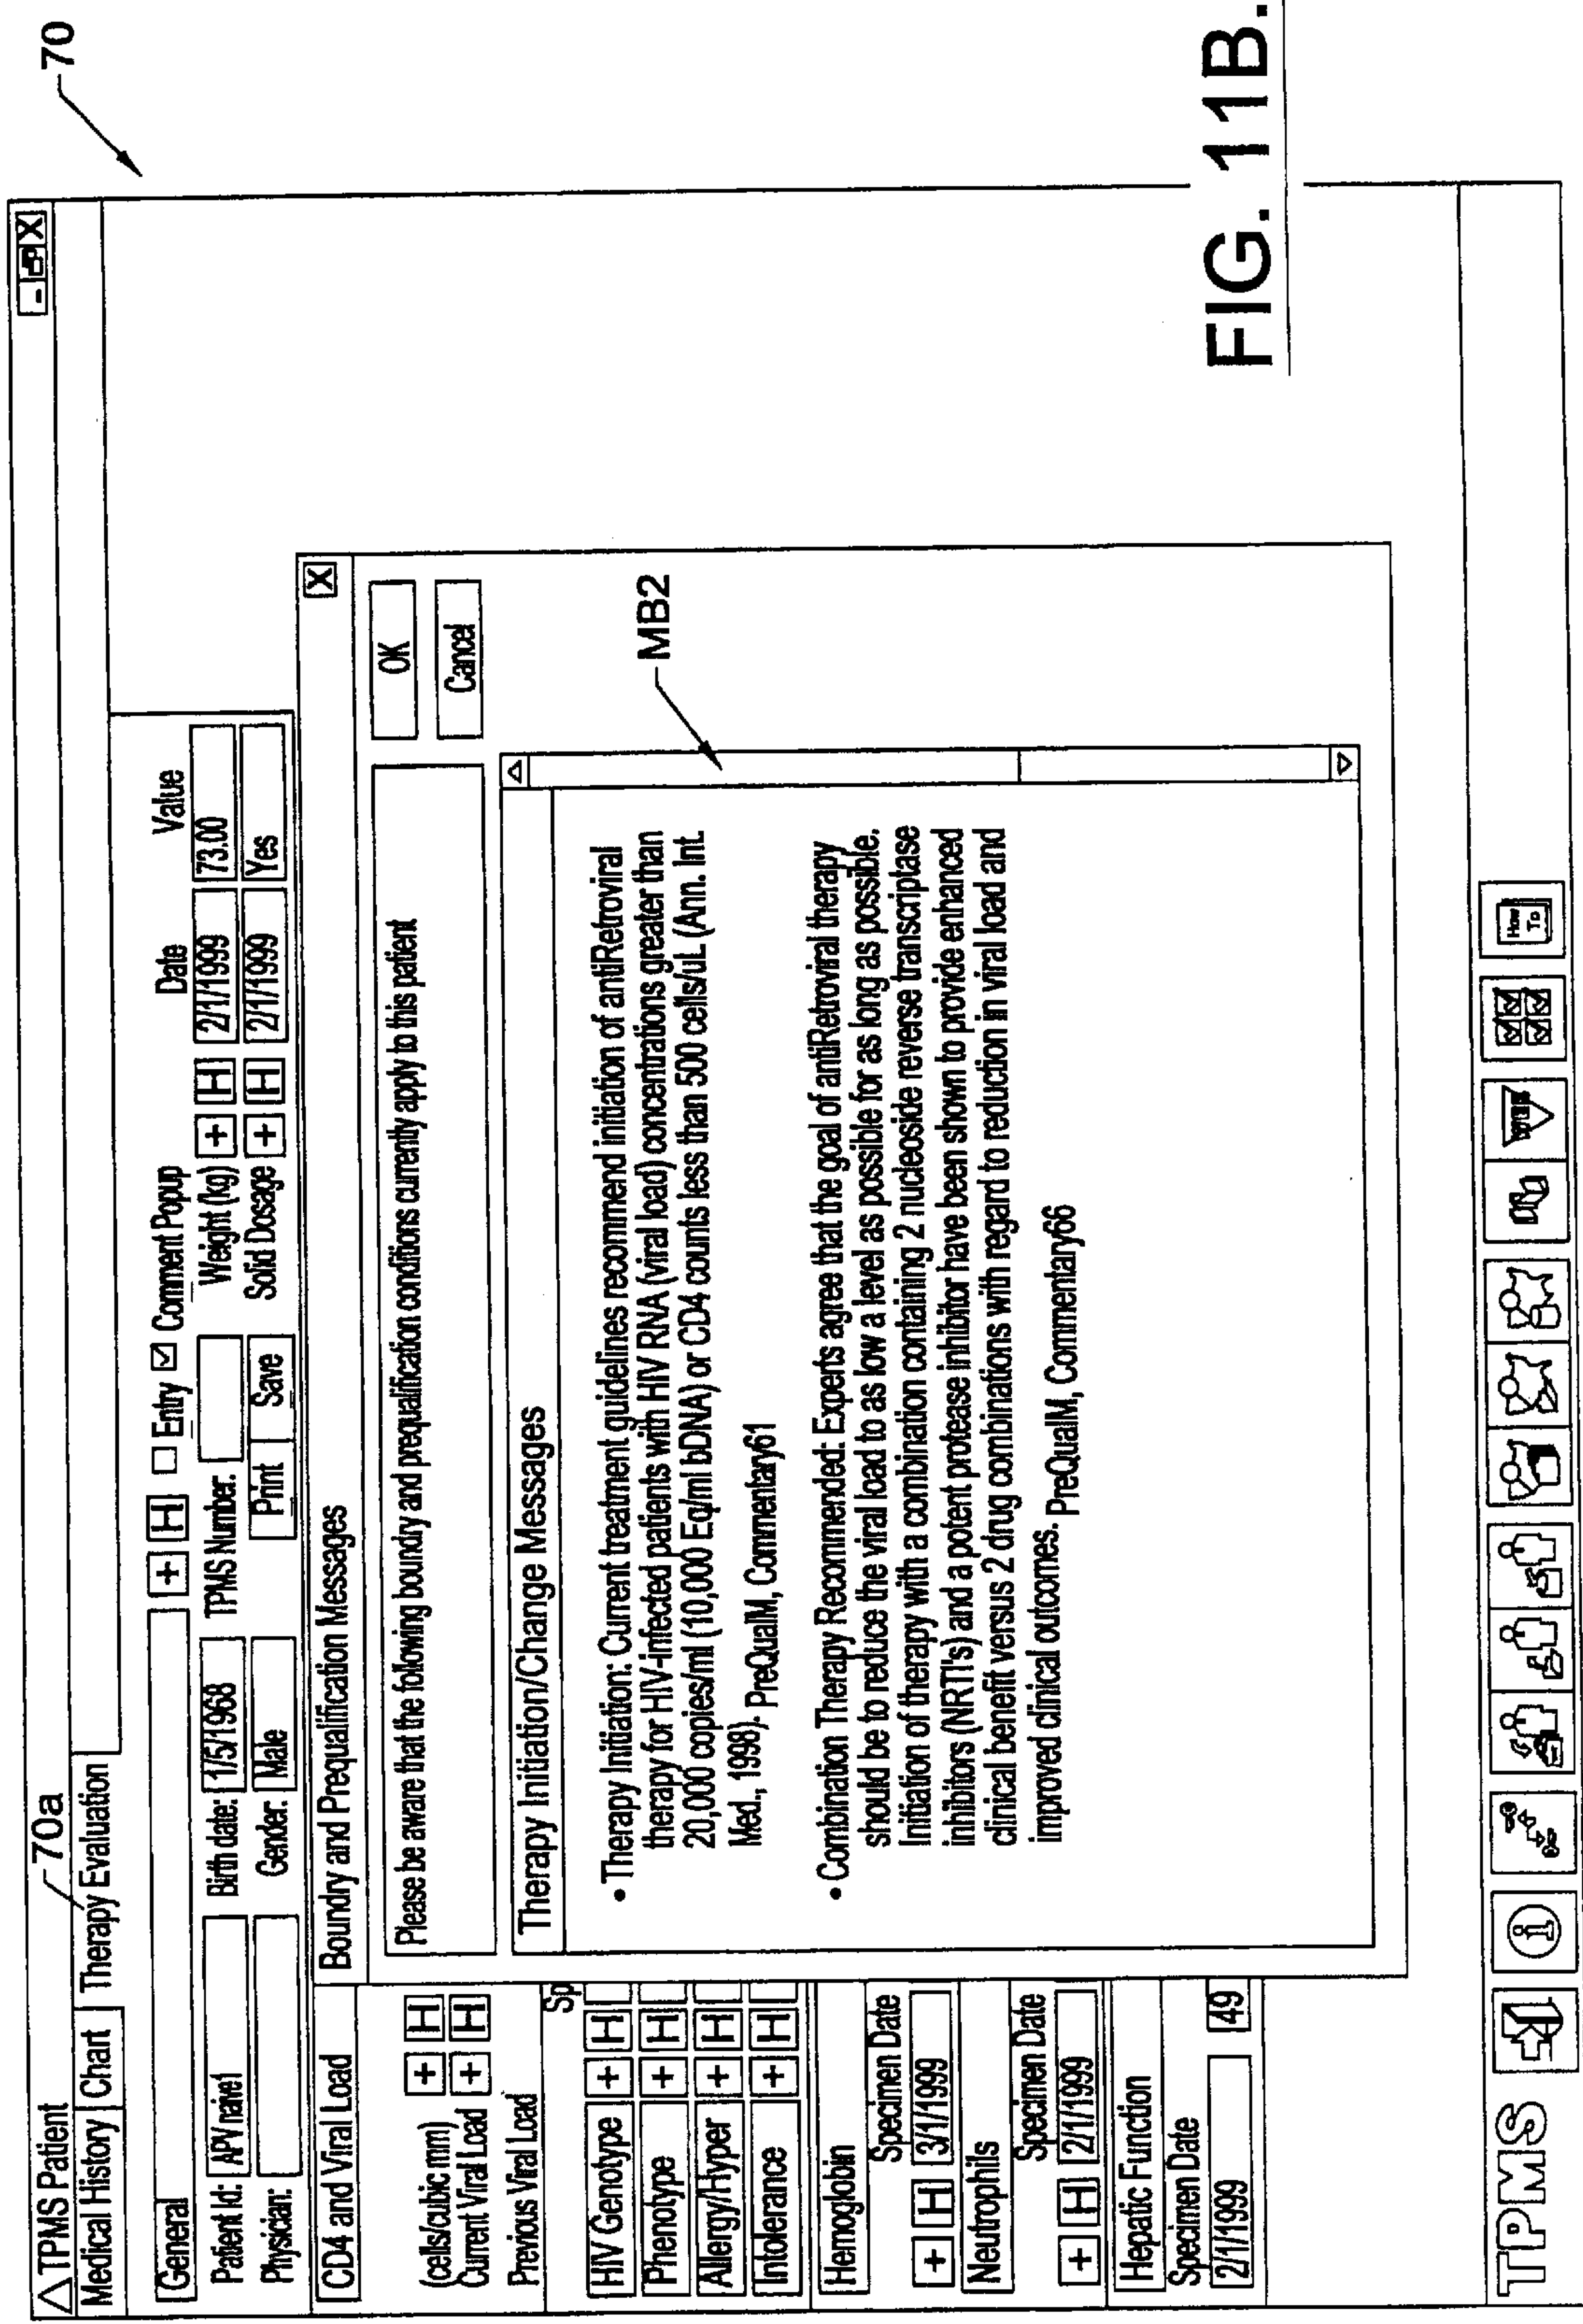 70
△TPMS Patient
70a
Medical History Chart Therapy Evaluation
General + H Entry Comment Popup Date Value
Patient Id: APVnaive1 Birth date: 1/5/1968 TPMS Number: Weight (kg) + H 2/1/1999 73.00
Physician: Gender: Male Print Save Solid Dosage + H 2/1/1999 Yes
CD4 and Viral Load
Boundry and Prequalification Messages X
(cells/cubic mm) + H
Current Viral Load + H
Previous Viral Load
Sp
Please be aware that the following boundry and prequalification conditions currently apply to this patient
OK
Cancel
MB2
Therapy Initiation/Change Messages
• Therapy Initiation: Current treatment guidelines recommend initiation of antiRetroviral
therapy for HIV-infected patients with HIV RNA (viral load) concentrations greater than
20,000 copies/ml (10,000 Eq/ml bDNA) or CD4 counts less than 500 cells/uL (Ann. Int.
Med., 1998). PreQualM, Commentary61
• Combination Therapy Recommended: Experts agree that the goal of antiRetroviral therapy
should be to reduce the viral load to as low a level as possible for as long as possible.
Initiation of therapy with a combination containing 2 nucleoside reverse transcriptase
inhibitors (NRTIs) and a potent protease inhibitor have been shown to provide enhanced
clinical benefit versus 2 drug combinations with regard to reduction in viral load and
improved clinical outcomes. PreQualM, Commentary66
HIV Genotype + H
Phenotype + H
Allergy/Hyper + H
Intolerance + H
Hemoglobin
Specimen Date
+ H 3/1/1999
Neutrophils
Specimen Date
+ H 2/1/1999
Hepatic Function
Specimen Date
2/1/1999 49
TPMS
i
How To
FIG. 11B.